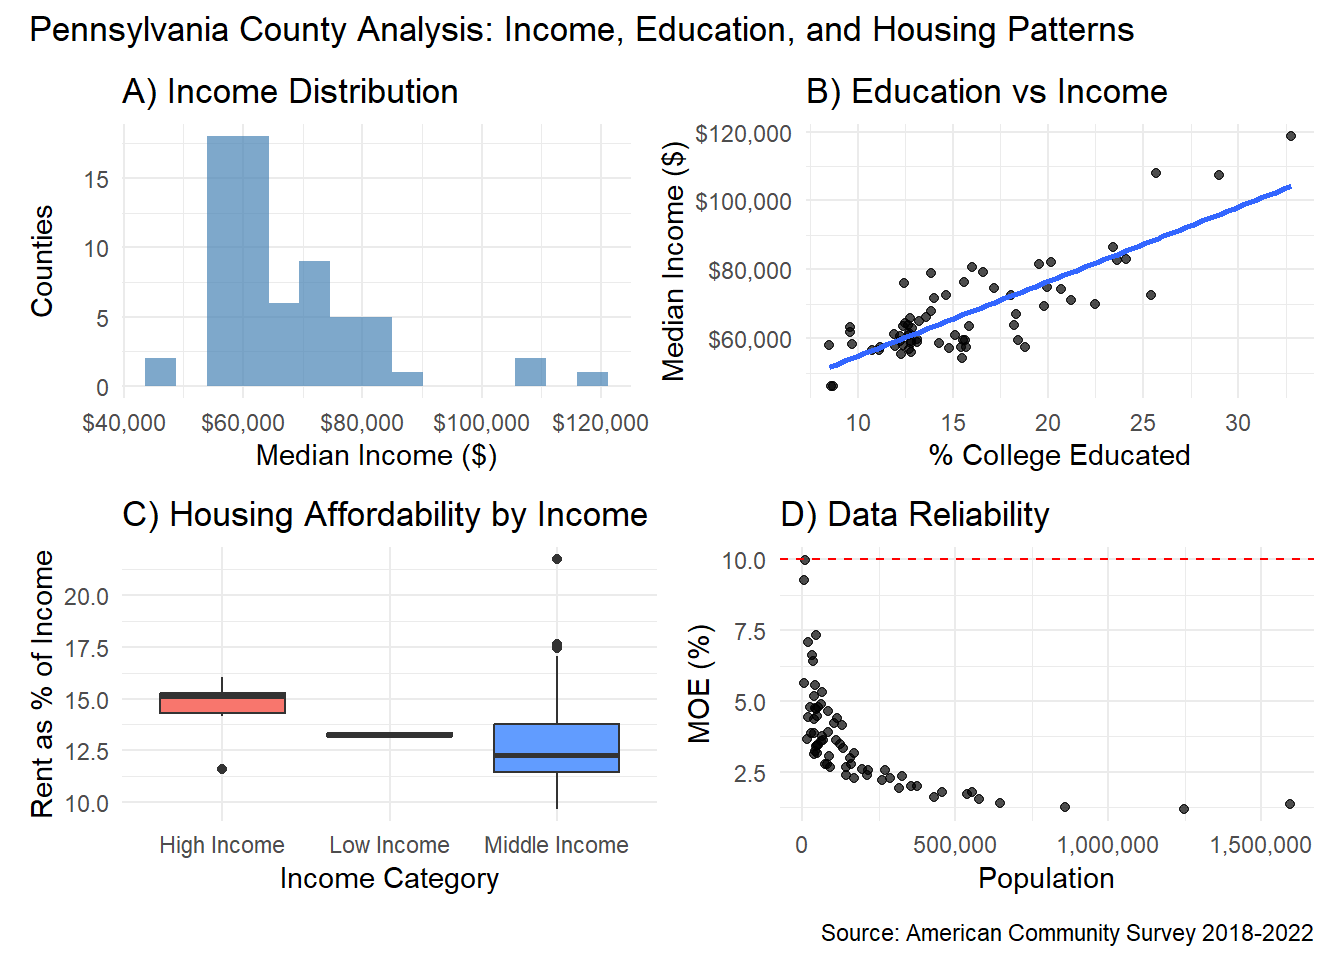 Pennsylvania County Analysis: Income, Education, and Housing Patterns
A) Income Distribution
Counties
15
10
5
0
$40,000
$60,000
$80,000
$100,000
$120,000
Median Income ($)
B) Education vs Income
Median Income ($)
$120,000
$100,000
$80,000
$60,000
10
15
20
25
30
% College Educated
C) Housing Affordability by Income
Rent as % of Income
20.0
17.5
15.0
12.5
10.0
High Income
Low Income
Middle Income
Income Category
D) Data Reliability
MOE (%)
10.0
7.5
5.0
2.5
0
500,000
1,000,000
1,500,000
Population
Source: American Community Survey 2018-2022